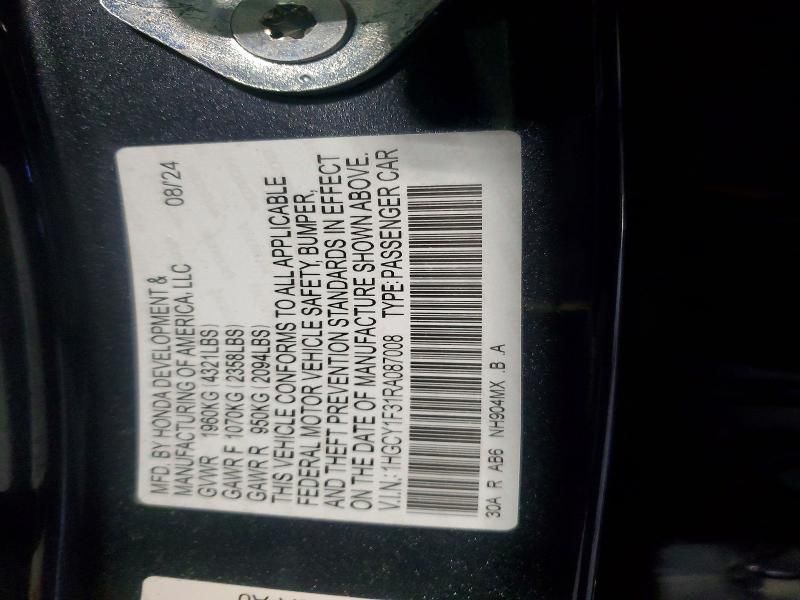 MFD. BY HONDA DEVELOPMENT &
MANUFACTURING OF AMERICA, LLC 08/24
GVWR 1960KG (4321LBS)
GAWR F 1070KG (2358LBS)
GAWR R 950KG (2094LBS)
THIS VEHICLE CONFORMS TO ALL APPLICABLE
FEDERAL MOTOR VEHICLE SAFETY, BUMPER,
AND THEFT PREVENTION STANDARDS IN EFFECT
ON THE DATE OF MANUFACTURE SHOWN ABOVE.
V.I.N.: 1HGCY1F31RA087008 TYPE:PASSENGER CAR
30A R AB6 NH904MX .B .A